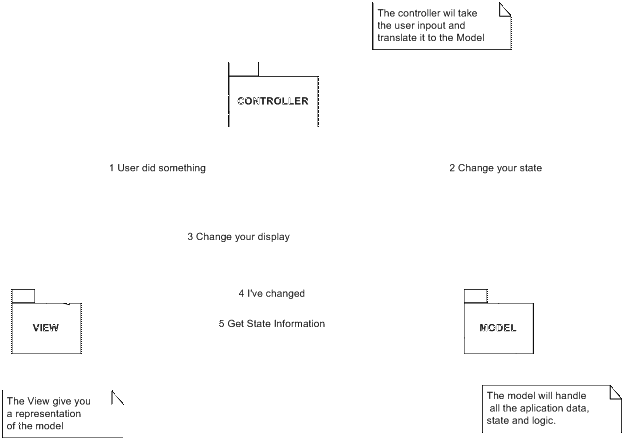 The controller wil take
the user inpout and
translate it to the Model
CONTROLLER
1 User did something
2 Change your state
3 Change your display
4 I've changed
5 Get State Information
VIEW
MODEL
The View give you
a representation
of the model
The model will handle
all the aplication data,
state and logic.